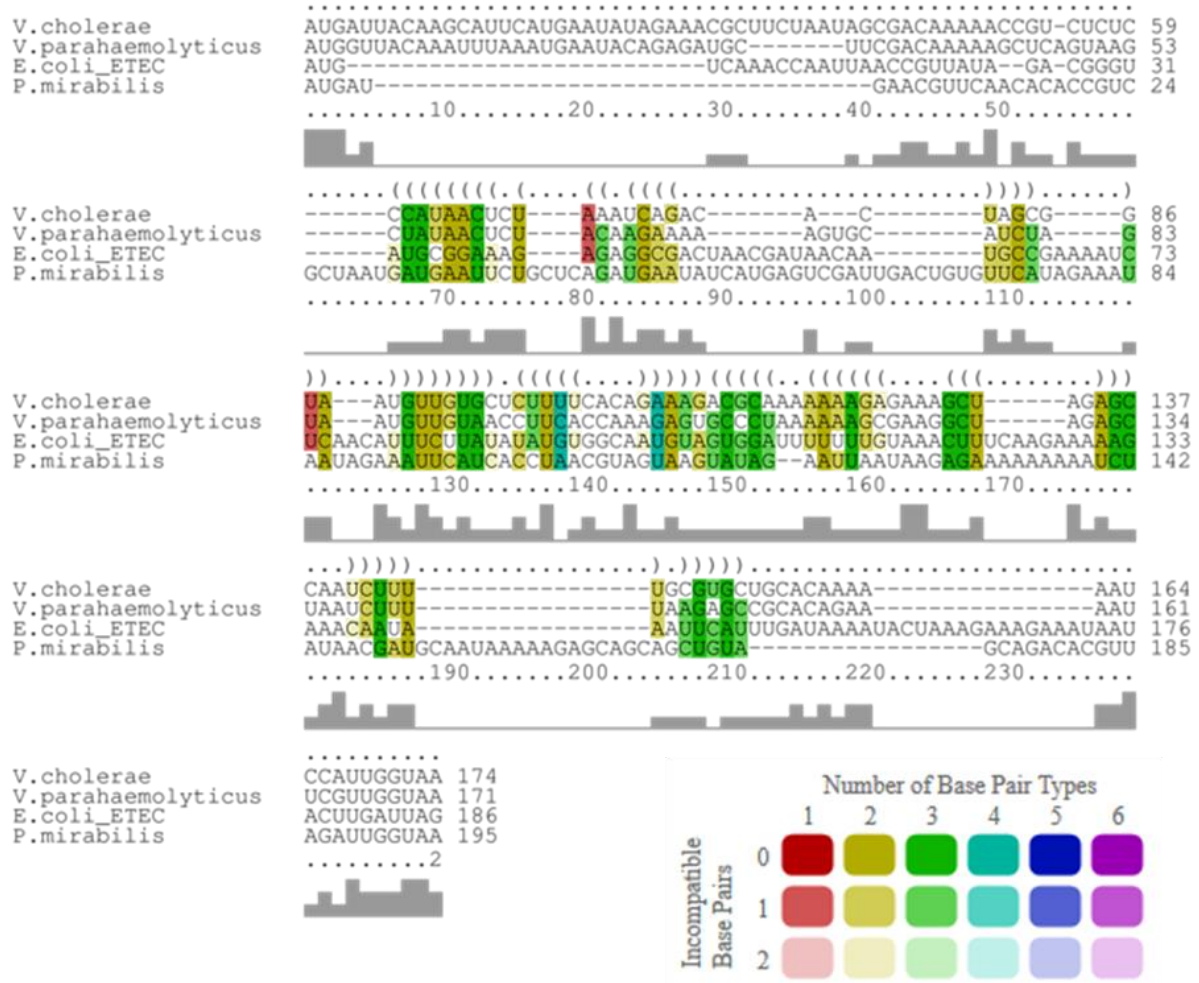 ............................................................
V.cholerae AUGAUUACAAGCAUUCAUGAAUAUAGAAACGCUUCUAAUAGCGACAAAAACCGU-CUCUC 59
V.parahaemolyticus AUGGUUACAAAUUUAAAUGAAUACAGAGAUGC-------UUCGACAAAAAGCUCAGUAAG 53
E.coli_ETEC AUG--------------------------UCAAACCAAUUAACCGUUAUA--GA-CGGGU 31
P.mirabilis AUGAU------------------------------------GAACGUUCAACACACCGUC 24
.........10........20........30........40........50..........
......((((((((.(....((.((((......................))))......)
V.cholerae ------CCAUAACUCU----AAAUCAGAC-------A---C--------UAGCG-----G 86
V.parahaemolyticus ------CUAUAACUCU----ACAAGAAAA-------AGUGC--------AUCUA-----G 83
E.coli_ETEC ------AUGCGGAAAG----AGAGGCGACUAACGAUAACAA--------UGCCGAAAAUC 73
P.mirabilis GCUAAUGAUGAAUUCUGCUCAGAUGAAUAUCAUGAGUCGAUUGACUGUGUUCAUAGAAAU 84
.........70........80........90........100.......110.........
))....)))))))).(((((....)))))(((((..((((((....(((........)))
V.cholerae UA---AUGUUGUGCUCUUUUCACAGAAAGACGCAAAAAAAGAGAAAGCU------AGAGC 137
V.parahaemolyticus UA---AUGUUGUAACCUUUACCAAAGAGUGCGUAAAAAAAGCGAAGGCU------AGAGC 134
E.coli_ETEC UCAACAUUUCUUAUAUAUGUGGCAAUGUAGUGGAUUUUUUGUAAACUUUCAAGAAAAAAG 133
P.mirabilis AAUAGAAAUUCAUCACCUAACGUAGUAAGUAUAG--AAUUAAUAAGAGAAAAAAAAAUCU 142
.........130.......140.......150.......160.......170.........
...))))).................).)))))............................
V.cholerae CAAUCUUU-----------------UGCGUGCUGCACAAAA----------------AAU 164
V.parahaemolyticus UAAUCUUU-----------------UAAGAGCCGCACAGAA----------------AAU 161
E.coli_ETEC AAACAAUA-----------------AAUUCAUUUGAUAAAAUACUAAAGAAAGAAAUAAU 176
P.mirabilis AUAACGAUGCAAUAAAAAGAGCAGCAGCUGUA-----------------GCAGACACGUU 185
.........190.......200.......210.......220.......230.........
..........
V.cholerae CCAUUGGUAA 174
V.parahaemolyticus UCGUUGGUAA 171
E.coli_ETEC ACUUGAUUAG 186
P.mirabilis AGAUUGGUAA 195
.........2
Number of Base Pair Types
1 2 3 4 5 6
Incompatible
Base Pairs
0
1
2